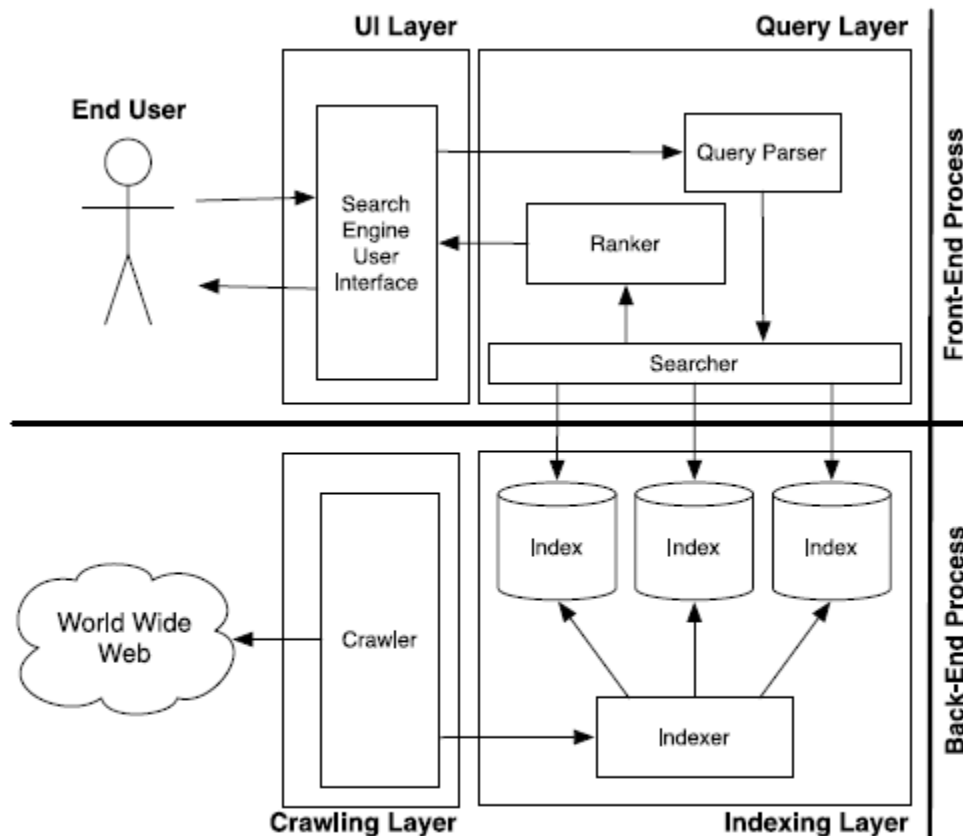 UI Layer
Query Layer
End User
Search
Engine
User
Interface
Query Parser
Ranker
Searcher
Front-End Process
World Wide
Web
Crawler
Index
Index
Index
Indexer
Back-End Process
Crawling Layer
Indexing Layer